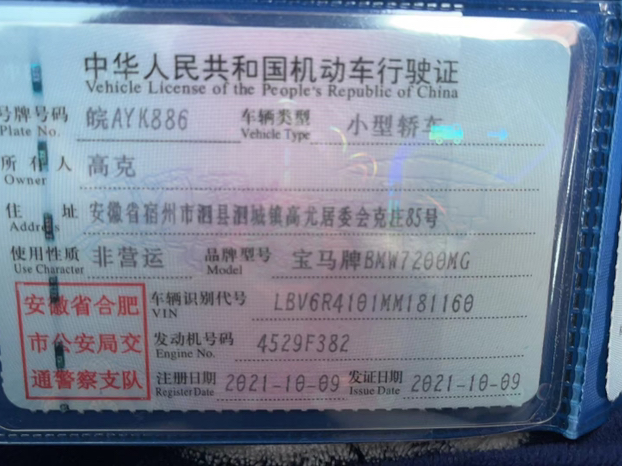 中华人民共和国机动车行驶证
Vehicle License of the People's Republic of China
号牌号码 皖AYK886 车辆类型 小型轿车
Plate No. Vehicle Type
所有人 高克
Owner
住址 安徽省宿州市泗县泗城镇高尤居委会克庄85号
Address
使用性质 非营运 品牌型号 宝马牌BMW7200MG
Use Character Model
车辆识别代号 LBV6R4101MM181160
VIN
发动机号码 4529F382
Engine No.
安徽省合肥
市公安局交
通警察支队
注册日期 2021-10-09 发证日期 2021-10-09
Register Date Issue Date